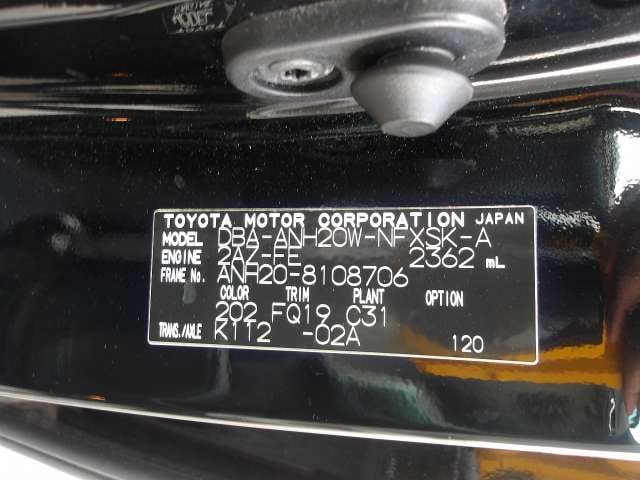 TOYOTA MOTOR CORPORATION JAPAN
MODEL DBA-ANH20W-NFXSK-A
ENGINE 2AZ-FE 2362 mL
FRAME No. ANH20-8108706
COLOR TRIM PLANT OPTION
202 FQ19 C31
TRANS./AXLE K112 -02A 120